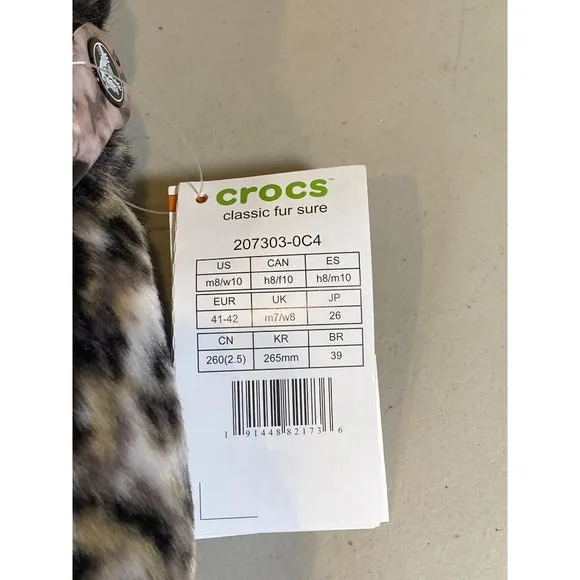 crocs™
classic fur sure
207303-0C4
US CAN ES
m8/w10 h8/f10 h8/m10
EUR UK JP
41-42 m7/w8 26
CN KR BR
260(2.5) 265mm 39
1 91448 82173 6